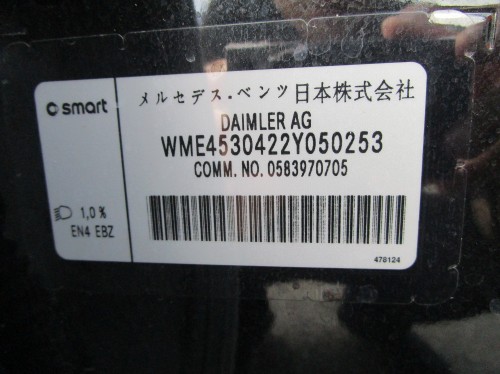 smart
メルセデス・ベンツ日本株式会社
DAIMLER AG
WME4530422Y050253
COMM. NO. 0583970705
1,0 %
EN4 EBZ
478124